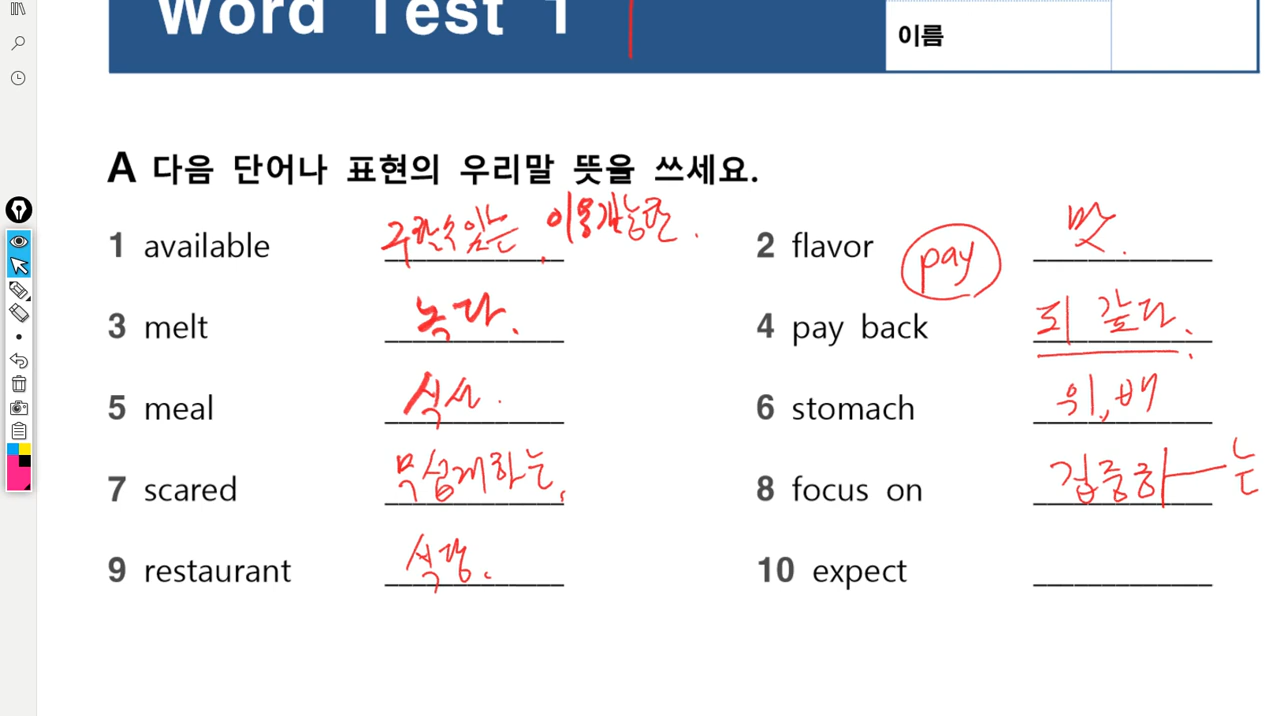 Word Test 1
이름
A 다음 단어나 표현의 우리말 뜻을 쓰세요.
1 available 구할수있는, 이용가능한.
2 flavor pay 맛.
3 melt 녹다.
4 pay back 되 갚다.
5 meal 식사.
6 stomach 위, 배
7 scared 무섭게하는,
8 focus on 집중하는
9 restaurant 식당.
10 expect